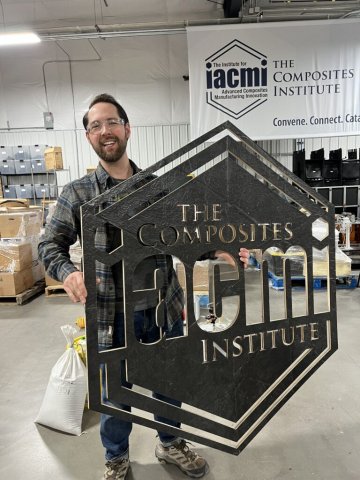 The Institute for
iacmi
Advanced Composites
Manufacturing Innovation
THE
COMPOSITES
INSTITUTE
Convene. Connect. Cata
THE
COMPOSITES
iacmi
INSTITUTE